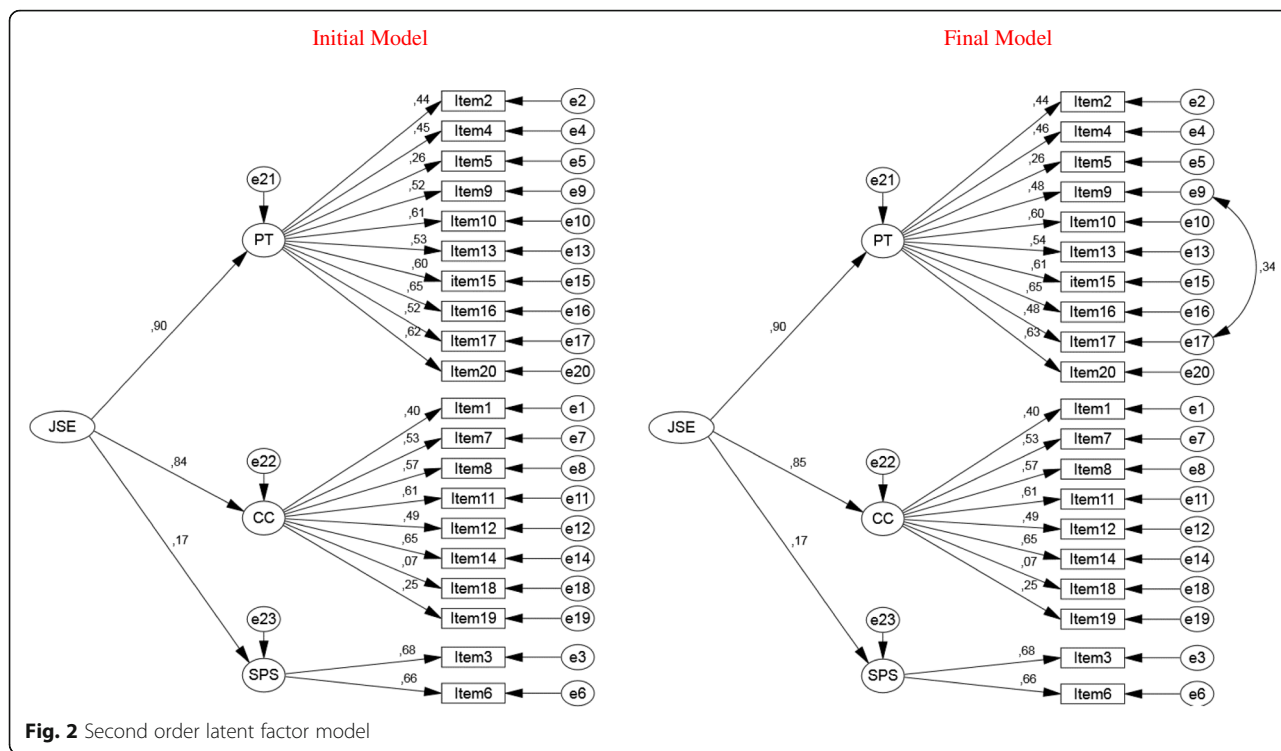 Initial Model
Final Model
,44 Item2 e2
,45 Item4 e4
,26 Item5 e5
e21 ,52 Item9 e9
PT ,61 Item10 e10
,53 Item13 e13
,60 item15 e15
,65 Item16 e16
,90 ,52 Item17 e17
,62 Item20 e20
JSE ,40 Item1 e1
,53 Item7 e7
,84 e22 ,57 Item8 e8
CC ,61 Item11 e11
,49 Item12 e12
,17 ,65 Item14 e14
,07 Item18 e18
e23 ,25 Item19 e19
SPS ,68 Item3 e3
,66 Item6 e6
,44 Item2 e2
,46 Item4 e4
,26 Item5 e5
e21 ,48 Item9 e9
PT ,60 Item10 e10
,54 Item13 e13
,61 item15 e15 ,34
,65 Item16 e16
,90 ,48 Item17 e17
,63 Item20 e20
JSE ,40 Item1 e1
,53 Item7 e7
,85 e22 ,57 Item8 e8
CC ,61 Item11 e11
,49 Item12 e12
,17 ,65 Item14 e14
,07 Item18 e18
e23 ,25 Item19 e19
SPS ,68 Item3 e3
,66 Item6 e6
Fig. 2 Second order latent factor model